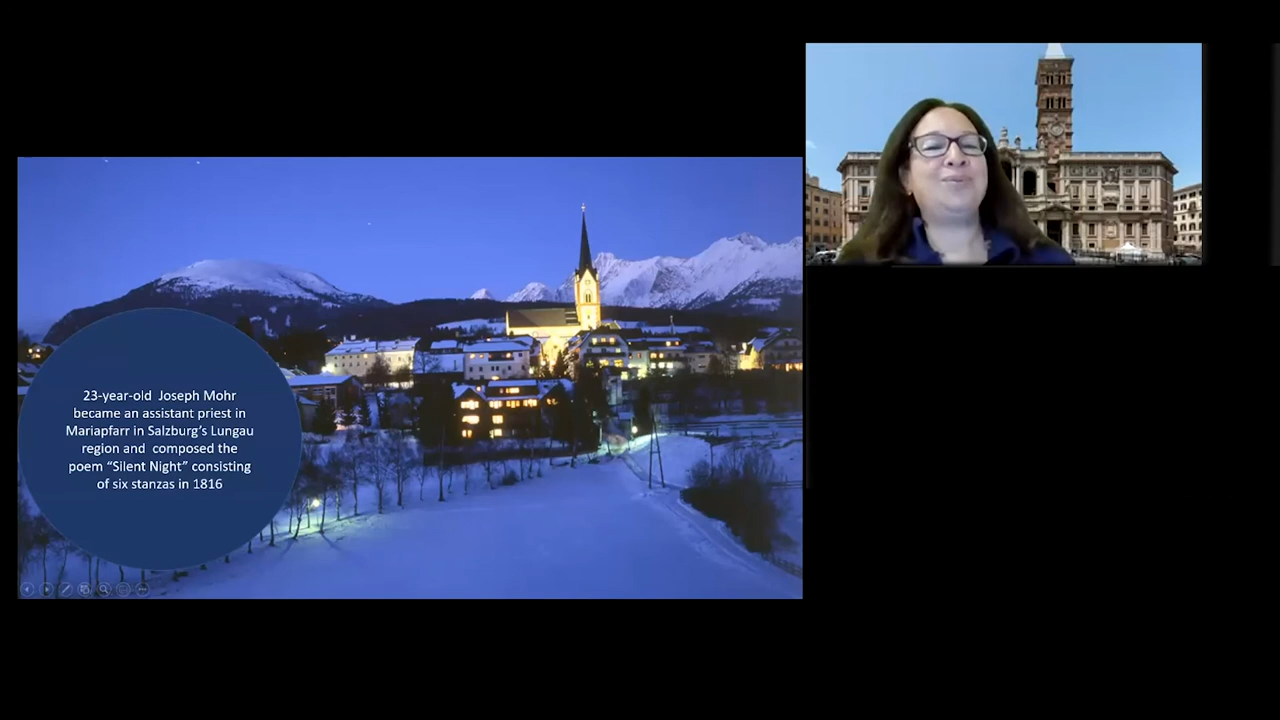 23-year-old Joseph Mohr
became an assistant priest in
Mariapfarr in Salzburg's Lungau
region and composed the
poem “Silent Night” consisting
of six stanzas in 1816